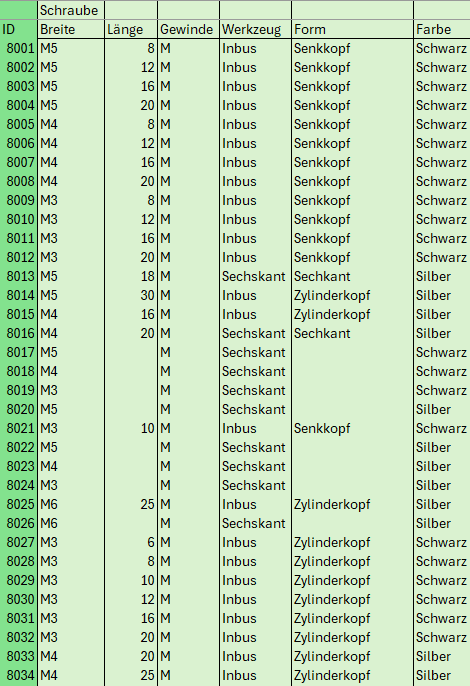 Schraube
ID Breite Länge Gewinde Werkzeug Form Farbe
8001 M5 8 M Inbus Senkkopf Schwarz
8002 M5 12 M Inbus Senkkopf Schwarz
8003 M5 16 M Inbus Senkkopf Schwarz
8004 M5 20 M Inbus Senkkopf Schwarz
8005 M4 8 M Inbus Senkkopf Schwarz
8006 M4 12 M Inbus Senkkopf Schwarz
8007 M4 16 M Inbus Senkkopf Schwarz
8008 M4 20 M Inbus Senkkopf Schwarz
8009 M3 8 M Inbus Senkkopf Schwarz
8010 M3 12 M Inbus Senkkopf Schwarz
8011 M3 16 M Inbus Senkkopf Schwarz
8012 M3 20 M Inbus Senkkopf Schwarz
8013 M5 18 M Sechskant Sechkant Silber
8014 M5 30 M Inbus Zylinderkopf Silber
8015 M4 16 M Inbus Zylinderkopf Silber
8016 M4 20 M Sechskant Sechkant Silber
8017 M5 M Sechskant Schwarz
8018 M4 M Sechskant Schwarz
8019 M3 M Sechskant Schwarz
8020 M5 M Sechskant Silber
8021 M3 10 M Inbus Senkkopf Schwarz
8022 M5 M Sechskant Silber
8023 M4 M Sechskant Silber
8024 M3 M Sechskant Silber
8025 M6 25 M Inbus Zylinderkopf Silber
8026 M6 M Sechskant Silber
8027 M3 6 M Inbus Zylinderkopf Schwarz
8028 M3 8 M Inbus Zylinderkopf Schwarz
8029 M3 10 M Inbus Zylinderkopf Schwarz
8030 M3 12 M Inbus Zylinderkopf Schwarz
8031 M3 16 M Inbus Zylinderkopf Schwarz
8032 M3 20 M Inbus Zylinderkopf Schwarz
8033 M4 20 M Inbus Zylinderkopf Silber
8034 M4 25 M Inbus Zylinderkopf Silber